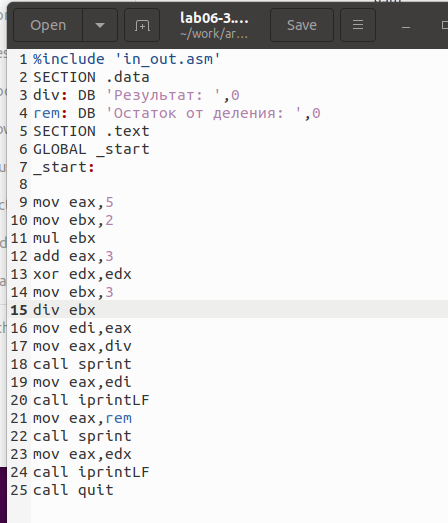 Open
lab06-3....
~/work/ar...
Save
1 %include 'in_out.asm'
2 SECTION .data
3 div: DB 'Результат: ',0
4 rem: DB 'Остаток от деления: ',0
5 SECTION .text
6 GLOBAL _start
7 _start:
8
9 mov eax,5
10 mov ebx,2
11 mul ebx
12 add eax,3
13 xor edx,edx
14 mov ebx,3
15 div ebx
16 mov edi,eax
17 mov eax,div
18 call sprint
19 mov eax,edi
20 call iprintLF
21 mov eax,rem
22 call sprint
23 mov eax,edx
24 call iprintLF
25 call quit